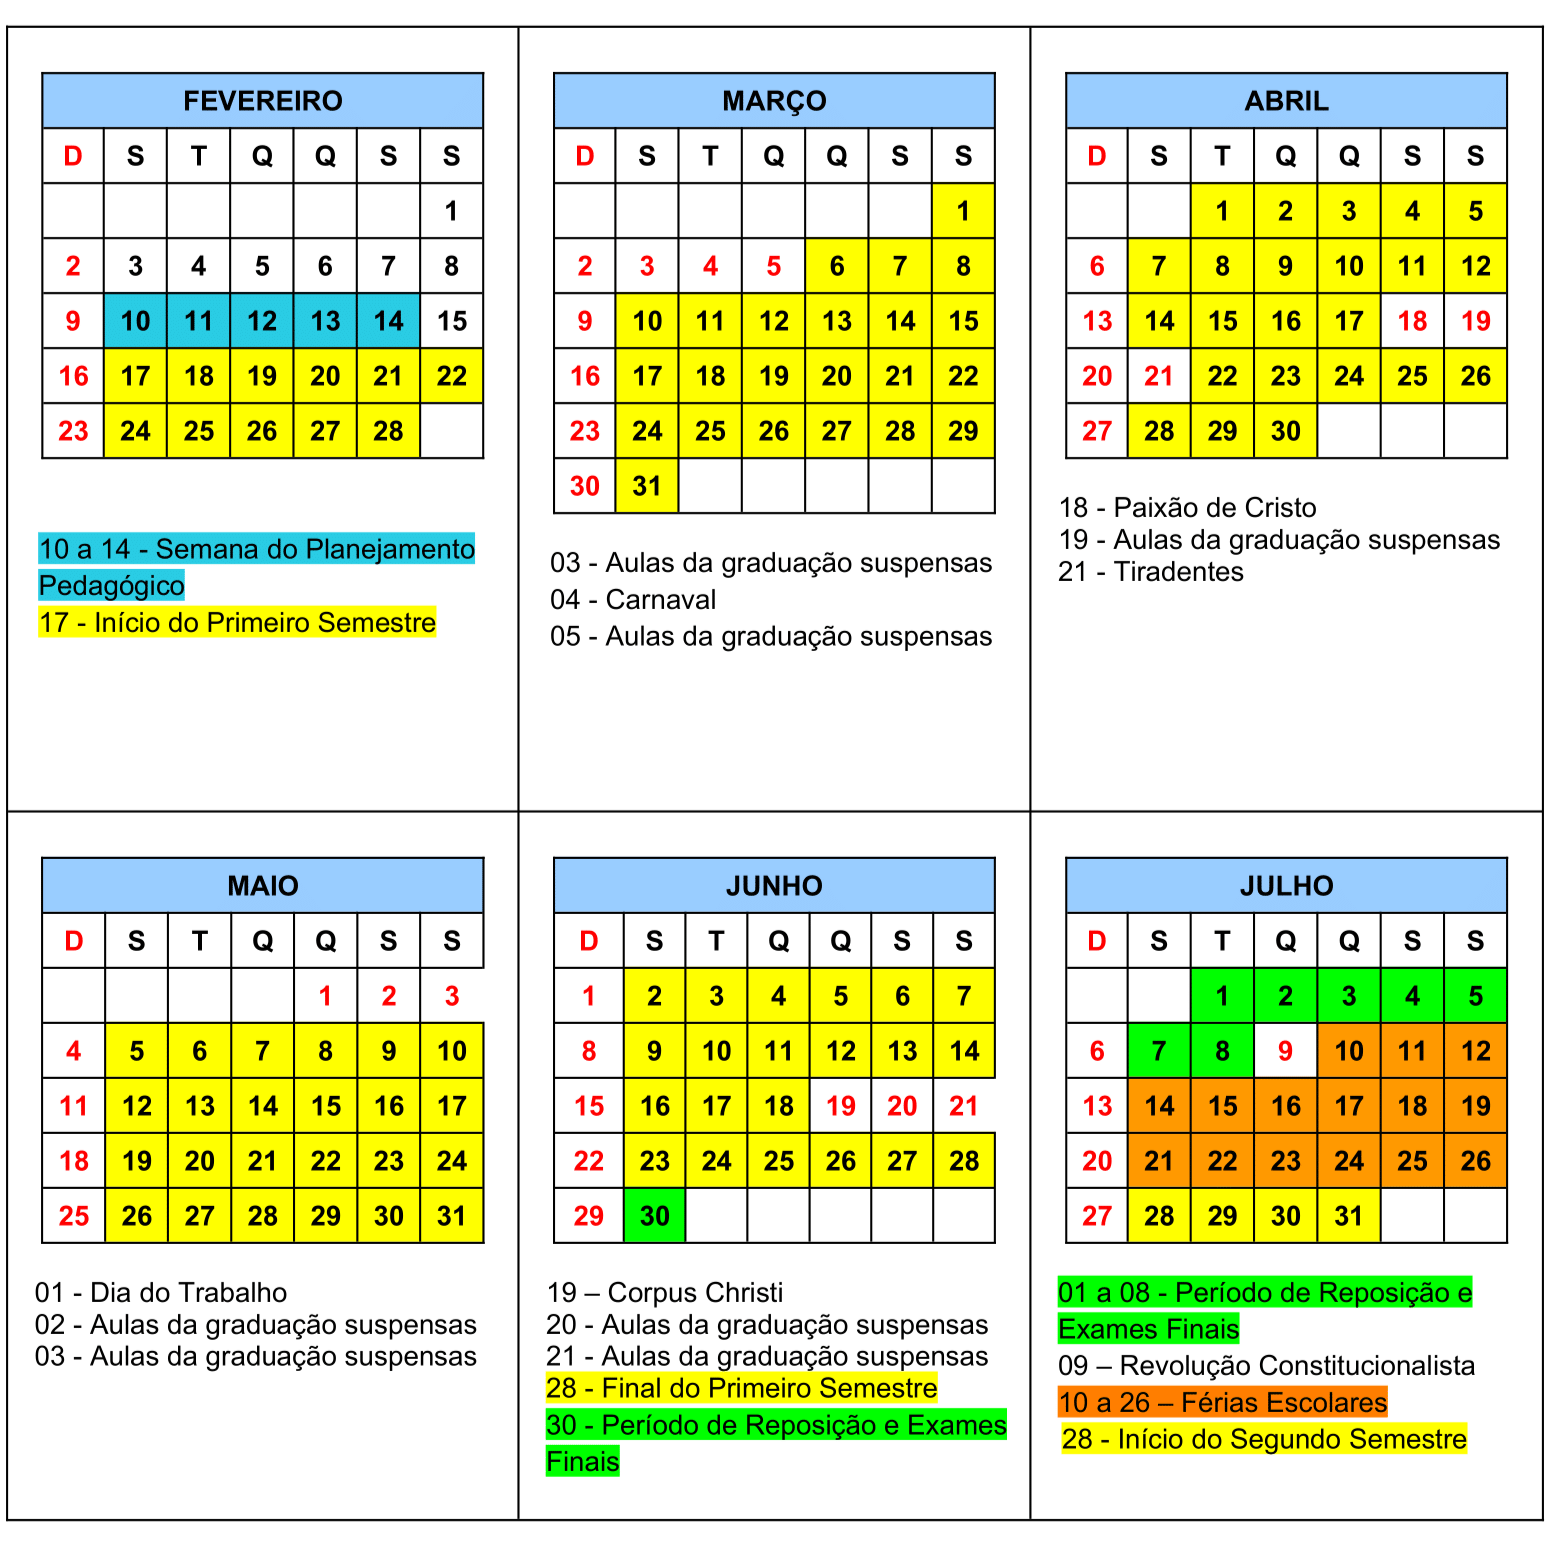 FEVEREIRO
D S T Q Q S S
1
2 3 4 5 6 7 8
9 10 11 12 13 14 15
16 17 18 19 20 21 22
23 24 25 26 27 28
10 a 14 - Semana do Planejamento
Pedagógico
17 - Início do Primeiro Semestre
MARÇO
D S T Q Q S S
1
2 3 4 5 6 7 8
9 10 11 12 13 14 15
16 17 18 19 20 21 22
23 24 25 26 27 28 29
30 31
03 - Aulas da graduação suspensas
04 - Carnaval
05 - Aulas da graduação suspensas
ABRIL
D S T Q Q S S
1 2 3 4 5
6 7 8 9 10 11 12
13 14 15 16 17 18 19
20 21 22 23 24 25 26
27 28 29 30
18 - Paixão de Cristo
19 - Aulas da graduação suspensas
21 - Tiradentes
MAIO
D S T Q Q S S
1 2 3
4 5 6 7 8 9 10
11 12 13 14 15 16 17
18 19 20 21 22 23 24
25 26 27 28 29 30 31
01 - Dia do Trabalho
02 - Aulas da graduação suspensas
03 - Aulas da graduação suspensas
JUNHO
D S T Q Q S S
1 2 3 4 5 6 7
8 9 10 11 12 13 14
15 16 17 18 19 20 21
22 23 24 25 26 27 28
29 30
19 – Corpus Christi
20 - Aulas da graduação suspensas
21 - Aulas da graduação suspensas
28 - Final do Primeiro Semestre
30 - Período de Reposição e Exames
Finais
JULHO
D S T Q Q S S
1 2 3 4 5
6 7 8 9 10 11 12
13 14 15 16 17 18 19
20 21 22 23 24 25 26
27 28 29 30 31
01 a 08 - Período de Reposição e
Exames Finais
09 – Revolução Constitucionalista
10 a 26 – Férias Escolares
28 - Início do Segundo Semestre